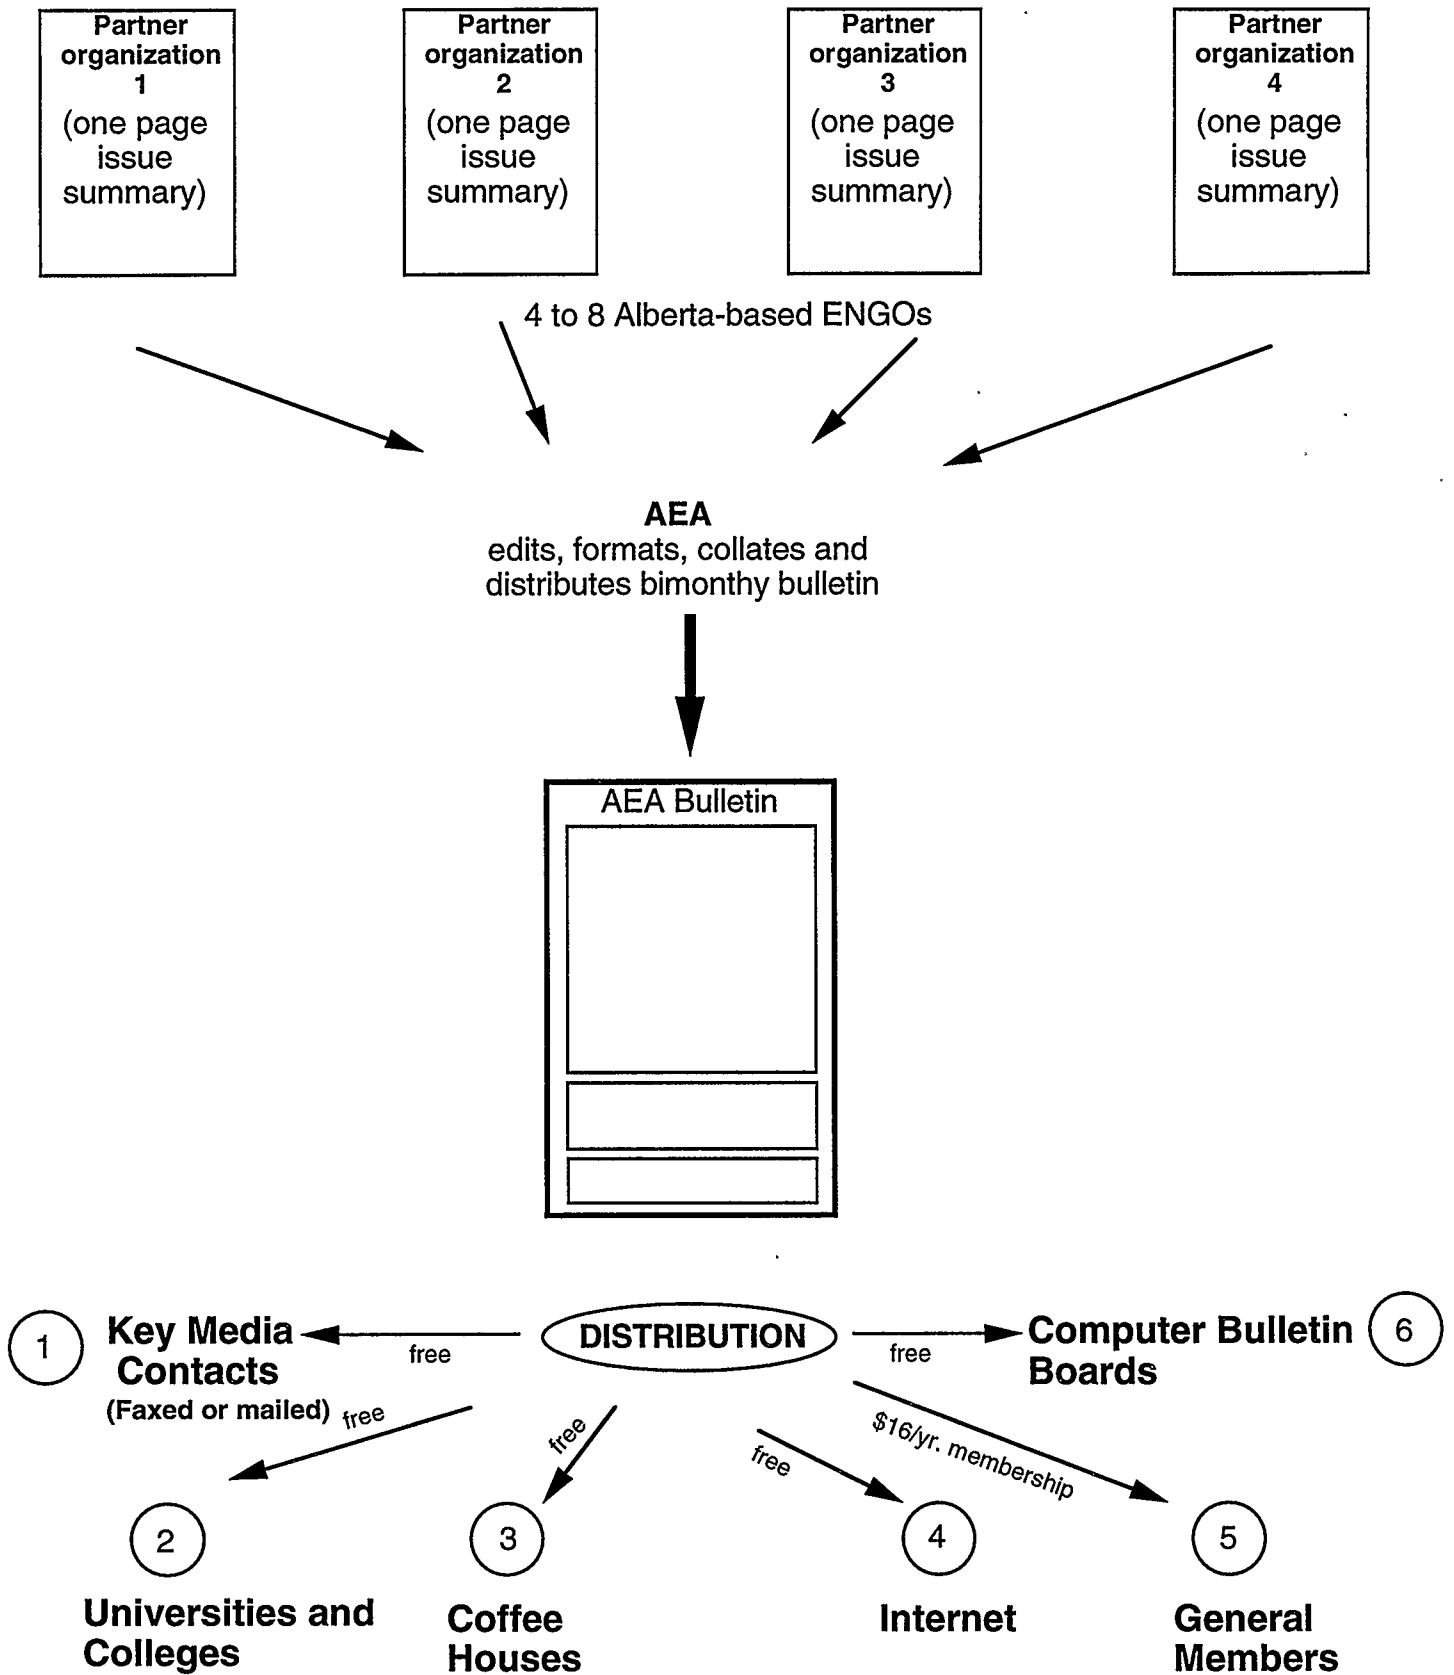 Partner
organization
1
(one page
issue
summary)
Partner
organization
2
(one page
issue
summary)
Partner
organization
3
(one page
issue
summary)
Partner
organization
4
(one page
issue
summary)
4 to 8 Alberta-based ENGOs
AEA
edits, formats, collates and
distributes bimonthy bulletin
AEA Bulletin
DISTRIBUTION
1
Key Media
Contacts
(Faxed or mailed)
free
free
2
Universities and
Colleges
free
3
Coffee
Houses
free
4
Internet
$16/yr. membership
5
General
Members
free
Computer Bulletin
Boards
6